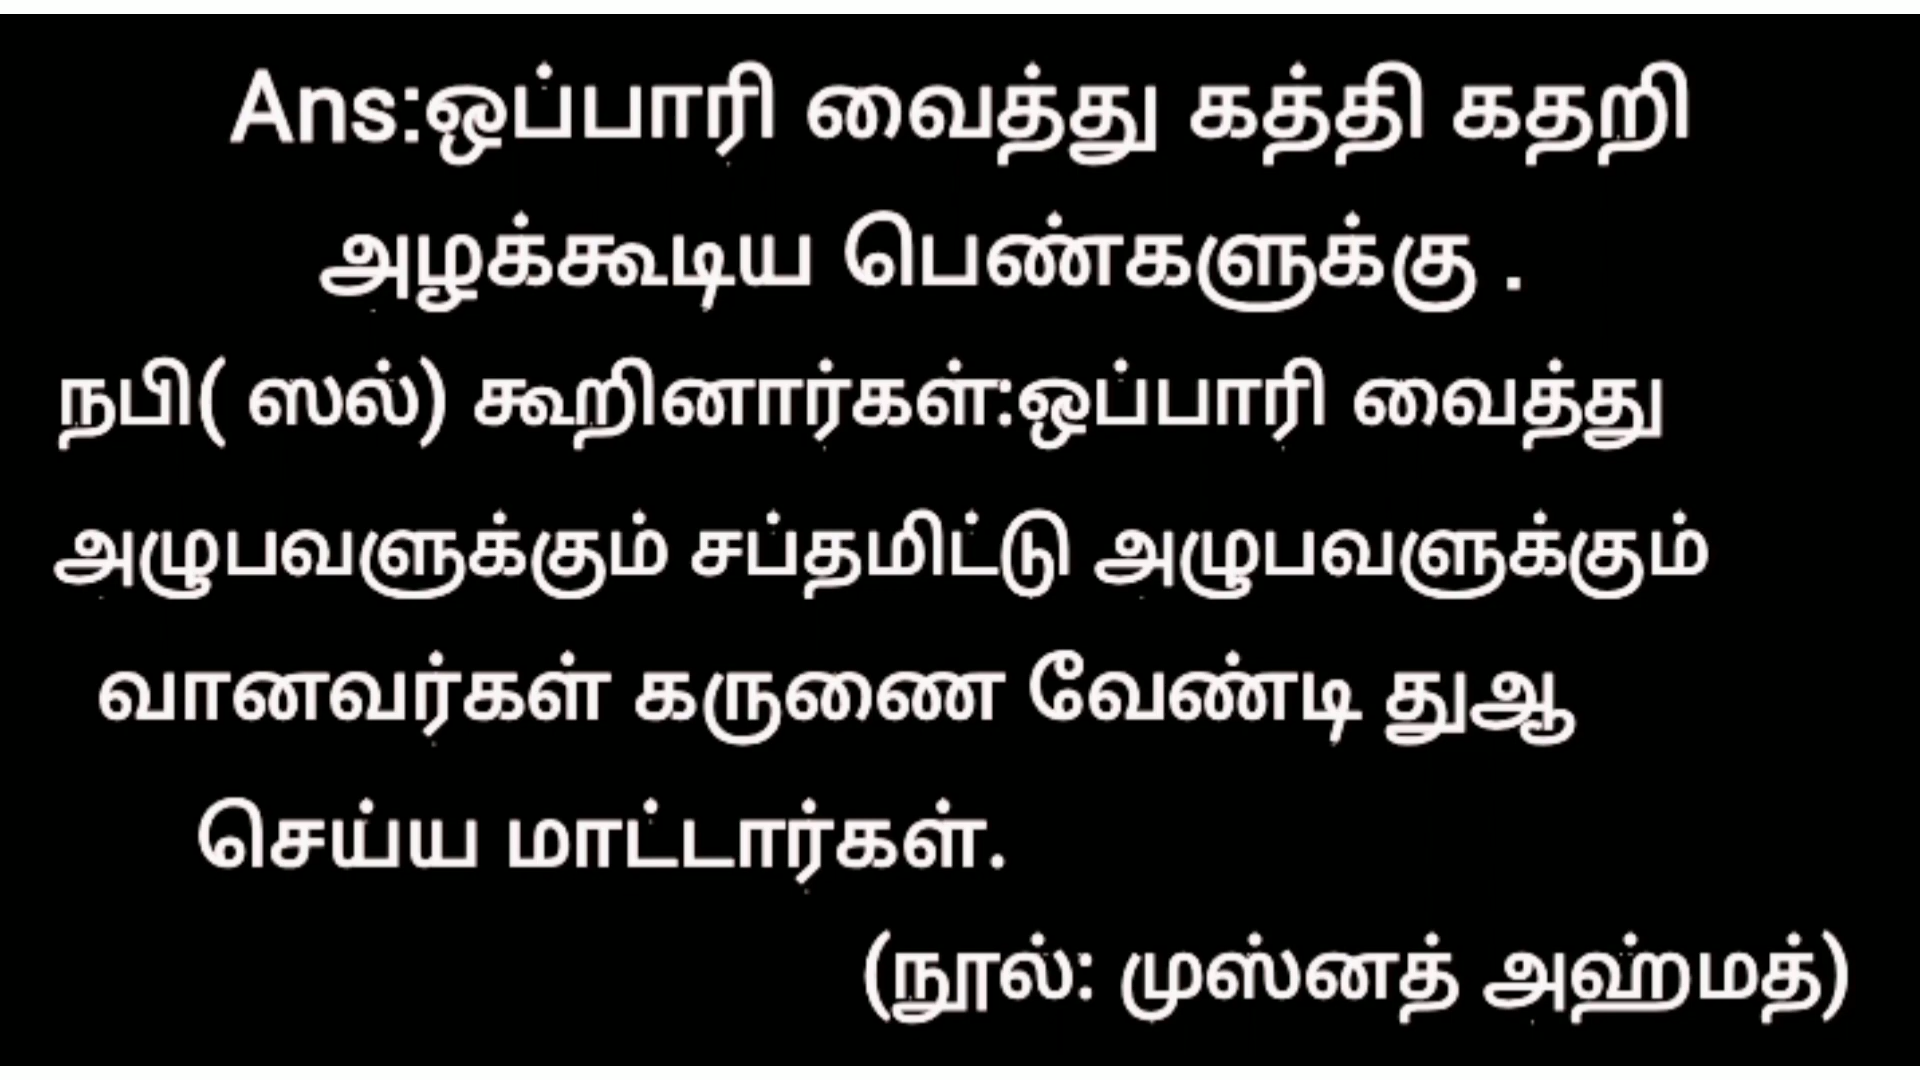 Ans:ஒப்பாரி வைத்து கத்தி கதறி
அழக்கூடிய பெண்களுக்கு .
நபி( ஸல்) கூறினார்கள்:ஒப்பாரி வைத்து
அழுபவளுக்கும் சப்தமிட்டு அழுபவளுக்கும்
வானவர்கள் கருணை வேண்டி துஆ
செய்ய மாட்டார்கள்.
(நூல்: முஸ்னத் அஹ்மத்)